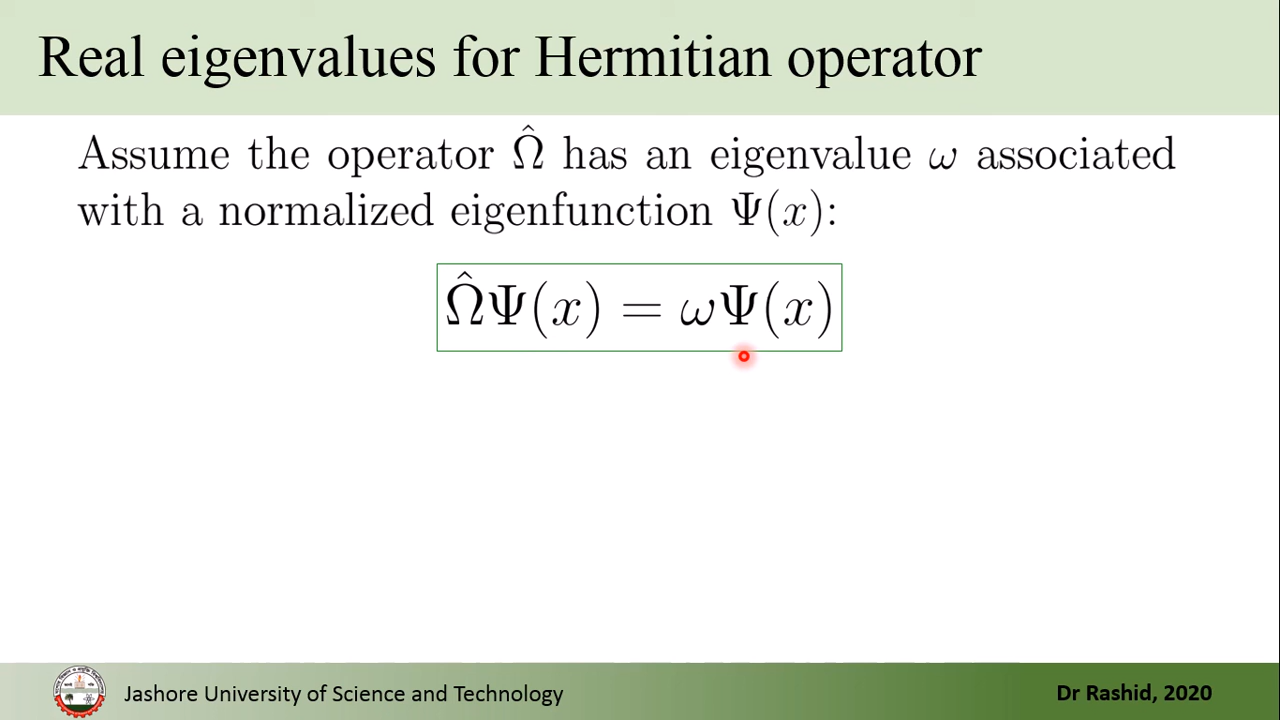 Real eigenvalues for Hermitian operator
Assume the operator Ω̂ has an eigenvalue ω associated
with a normalized eigenfunction Ψ(x):
Ω̂Ψ(x) = ωΨ(x)
Jashore University of Science and Technology
Dr Rashid, 2020